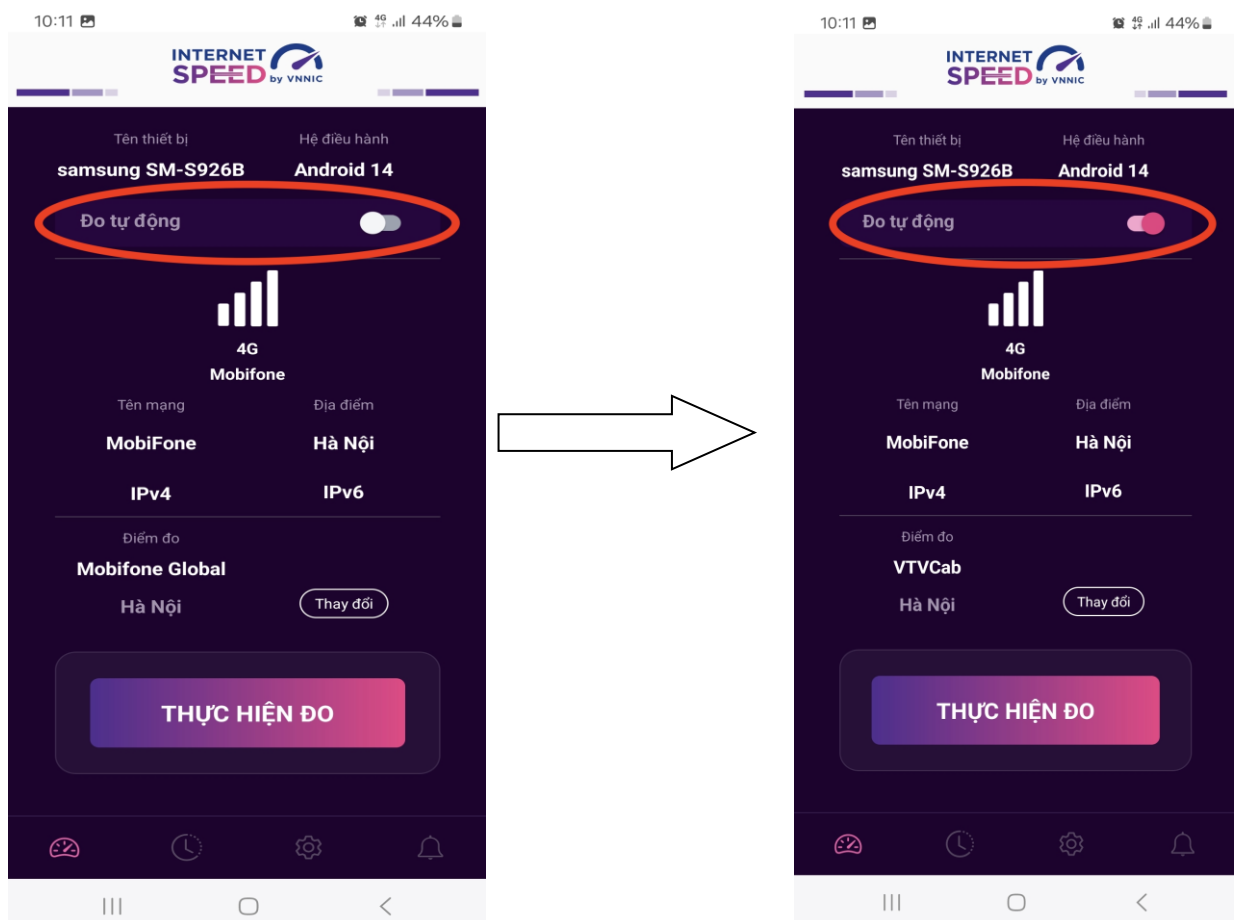 10:11 4G 44%
INTERNET
SPEED by VNNIC
Tên thiết bị Hệ điều hành
samsung SM-S926B Android 14
Đo tự động
4G
Mobifone
Tên mạng Địa điểm
MobiFone Hà Nội
IPv4 IPv6
Điểm đo
Mobifone Global
Hà Nội Thay đổi
THỰC HIỆN ĐO
10:11 4G 44%
INTERNET
SPEED by VNNIC
Tên thiết bị Hệ điều hành
samsung SM-S926B Android 14
Đo tự động
4G
Mobifone
Tên mạng Địa điểm
MobiFone Hà Nội
IPv4 IPv6
Điểm đo
VTVCab
Hà Nội Thay đổi
THỰC HIỆN ĐO